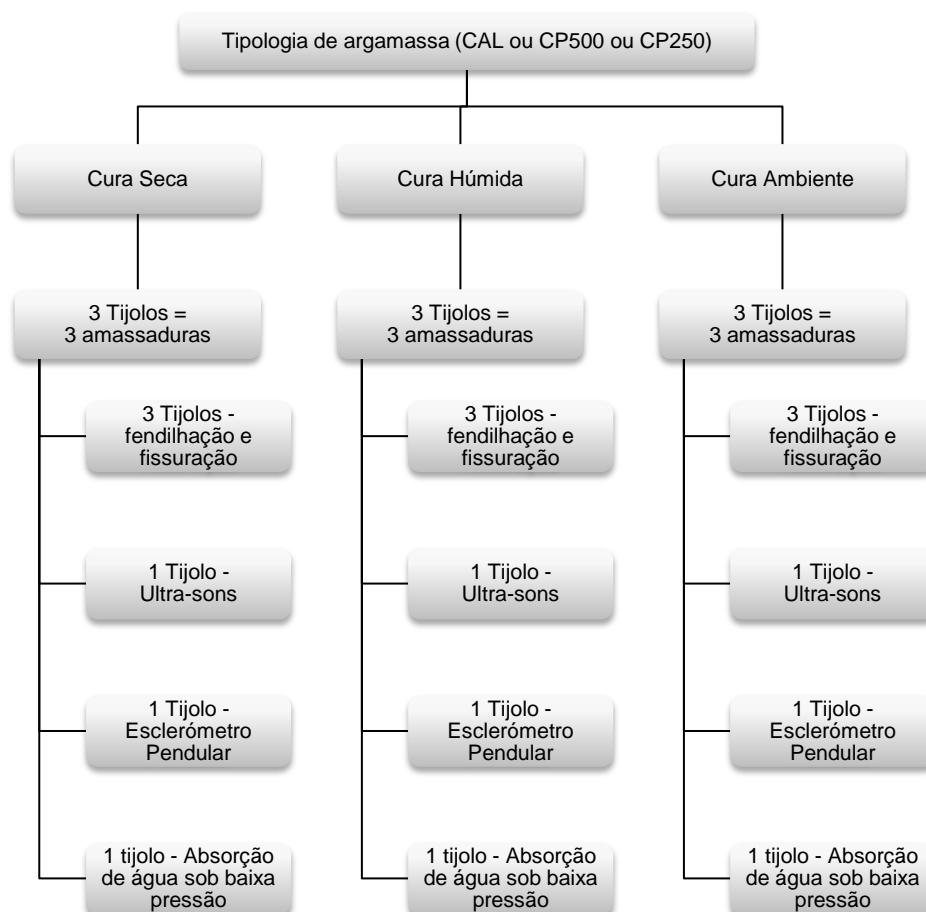 Tipologia de argamassa (CAL ou CP500 ou CP250)
Cura Seca
Cura Húmida
Cura Ambiente
3 Tijolos =
3 amassaduras
3 Tijolos =
3 amassaduras
3 Tijolos =
3 amassaduras
3 Tijolos -
fendilhação e
fissuração
3 Tijolos -
fendilhação e
fissuração
3 Tijolos -
fendilhação e
fissuração
1 Tijolo -
Ultra-sons
1 Tijolo -
Ultra-sons
1 Tijolo -
Ultra-sons
1 Tijolo -
Esclerómetro
Pendular
1 Tijolo -
Esclerómetro
Pendular
1 Tijolo -
Esclerómetro
Pendular
1 tijolo - Absorção
de água sob baixa
pressão
1 tijolo - Absorção
de água sob baixa
pressão
1 tijolo - Absorção
de água sob baixa
pressão